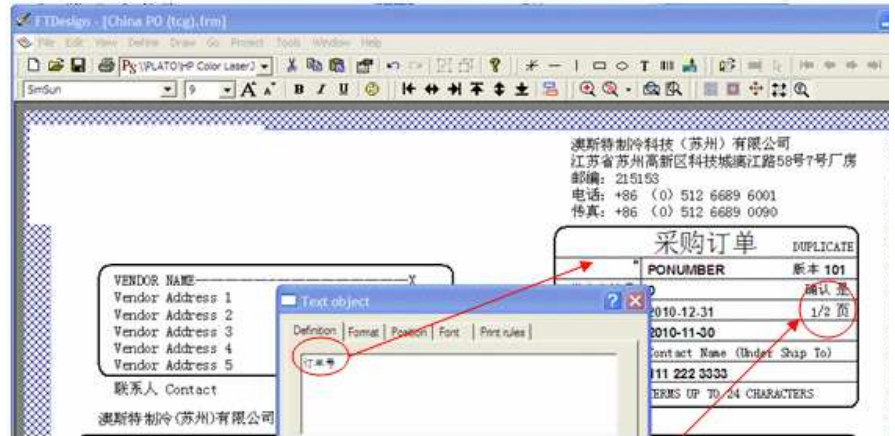 FTDesign - [China PO (tcg).frm]
File Edit View Define Draw Go Project Tools Window Help
\\PLATO\HP Color LaserJ
SimSun 9 A A B I U
澳斯特制冷科技（苏州）有限公司
江苏省苏州高新区科技城漓江路58号7号厂房
邮编: 215153
电话: +86 （0）512 6689 6001
传真: +86 （0）512 6689 0090
采购订单 DUPLICATE
" PONUMBER 版本 101
VENDOR NAME X
0 确认 是
Vendor Address 1
Text object
Vendor Address 2
2010-12-31 1/2 页
Vendor Address 3
Definition Format Position Font Print rules
2010-11-30
Vendor Address 4
订单号
Contact Name (Under Ship To)
Vendor Address 5
111 222 3333
联系人 Contact
TERMS UP TO 24 CHARACTERS
澳斯特制冷(苏州)有限公司